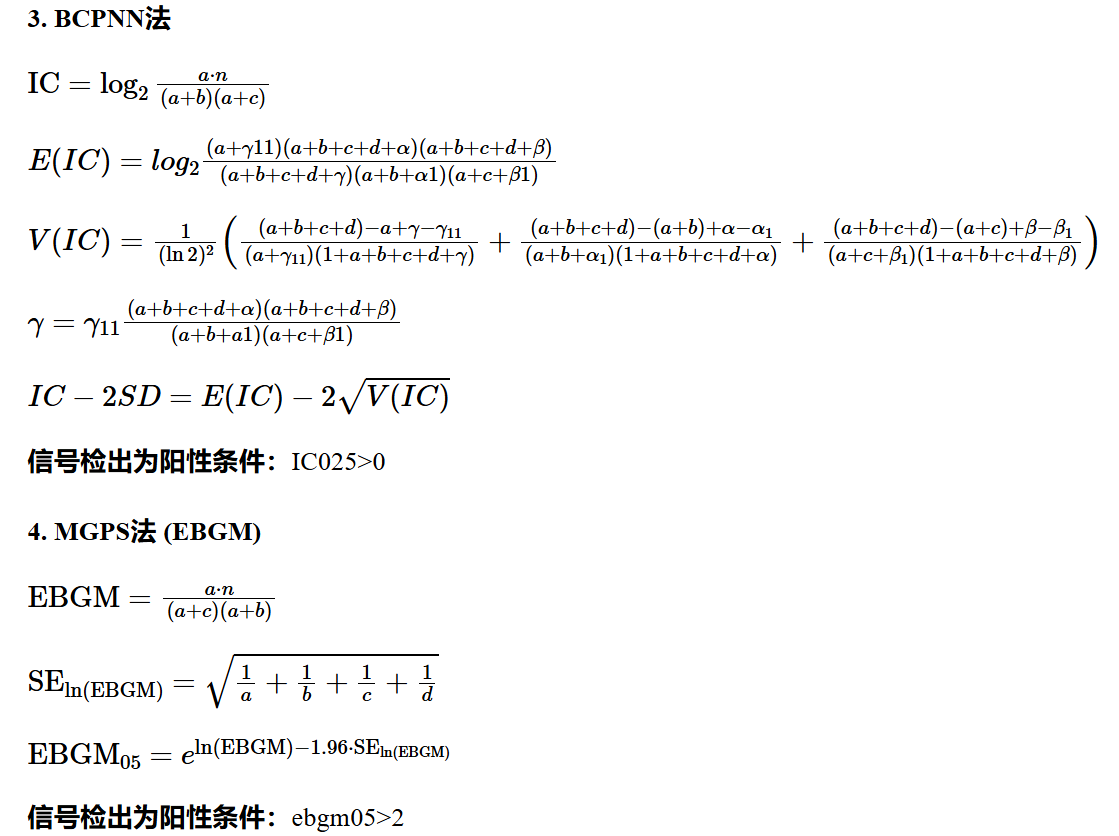 3. BCPNN法
IC = log₂ a·n / (a+b)(a+c)
E(IC) = log₂ (a+γ11)(a+b+c+d+α)(a+b+c+d+β) / (a+b+c+d+γ)(a+b+α1)(a+c+β1)
V(IC) = 1 / (ln 2)² ( (a+b+c+d)−a+γ−γ₁₁ / (a+γ₁₁)(1+a+b+c+d+γ) + (a+b+c+d)−(a+b)+α−α₁ / (a+b+α₁)(1+a+b+c+d+α) + (a+b+c+d)−(a+c)+β−β₁ / (a+c+β₁)(1+a+b+c+d+β) )
γ = γ₁₁ (a+b+c+d+α)(a+b+c+d+β) / (a+b+a1)(a+c+β1)
IC − 2SD = E(IC) − 2√V(IC)
信号检出为阳性条件：IC025>0
4. MGPS法 (EBGM)
EBGM = a·n / (a+c)(a+b)
SE_ln(EBGM) = √(1/a + 1/b + 1/c + 1/d)
EBGM₀₅ = e^(ln(EBGM)−1.96·SE_ln(EBGM))
信号检出为阳性条件：ebgm05>2